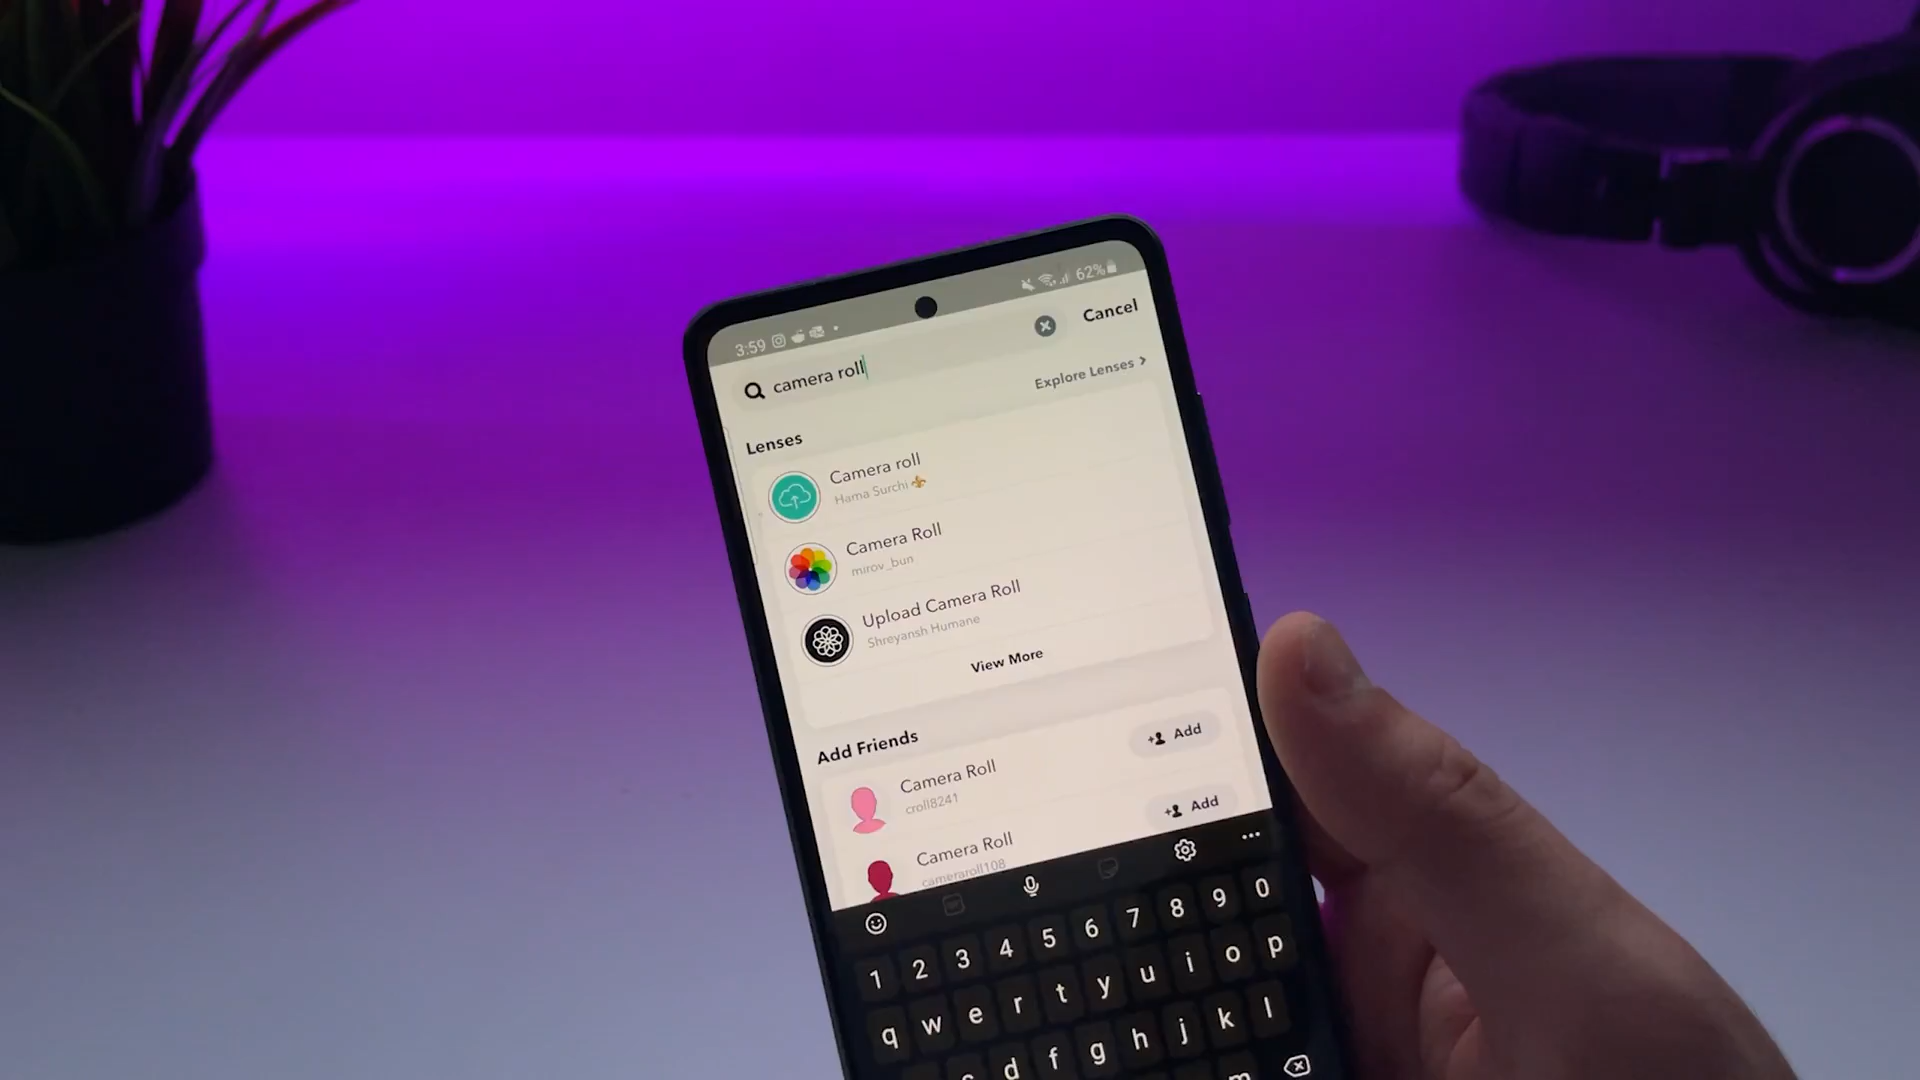 3:59
62%
camera roll
Cancel
Explore Lenses >
Lenses
Camera roll
Hama Surchi ⚜️
Camera Roll
mirov_bun
Upload Camera Roll
Shreyansh Humane
View More
Add Friends
Camera Roll
croll8241
Add
Camera Roll
cameraroll108
Add
1 2 3 4 5 6 7 8 9 0
q w e r t y u i o p
d f g h j k l
m